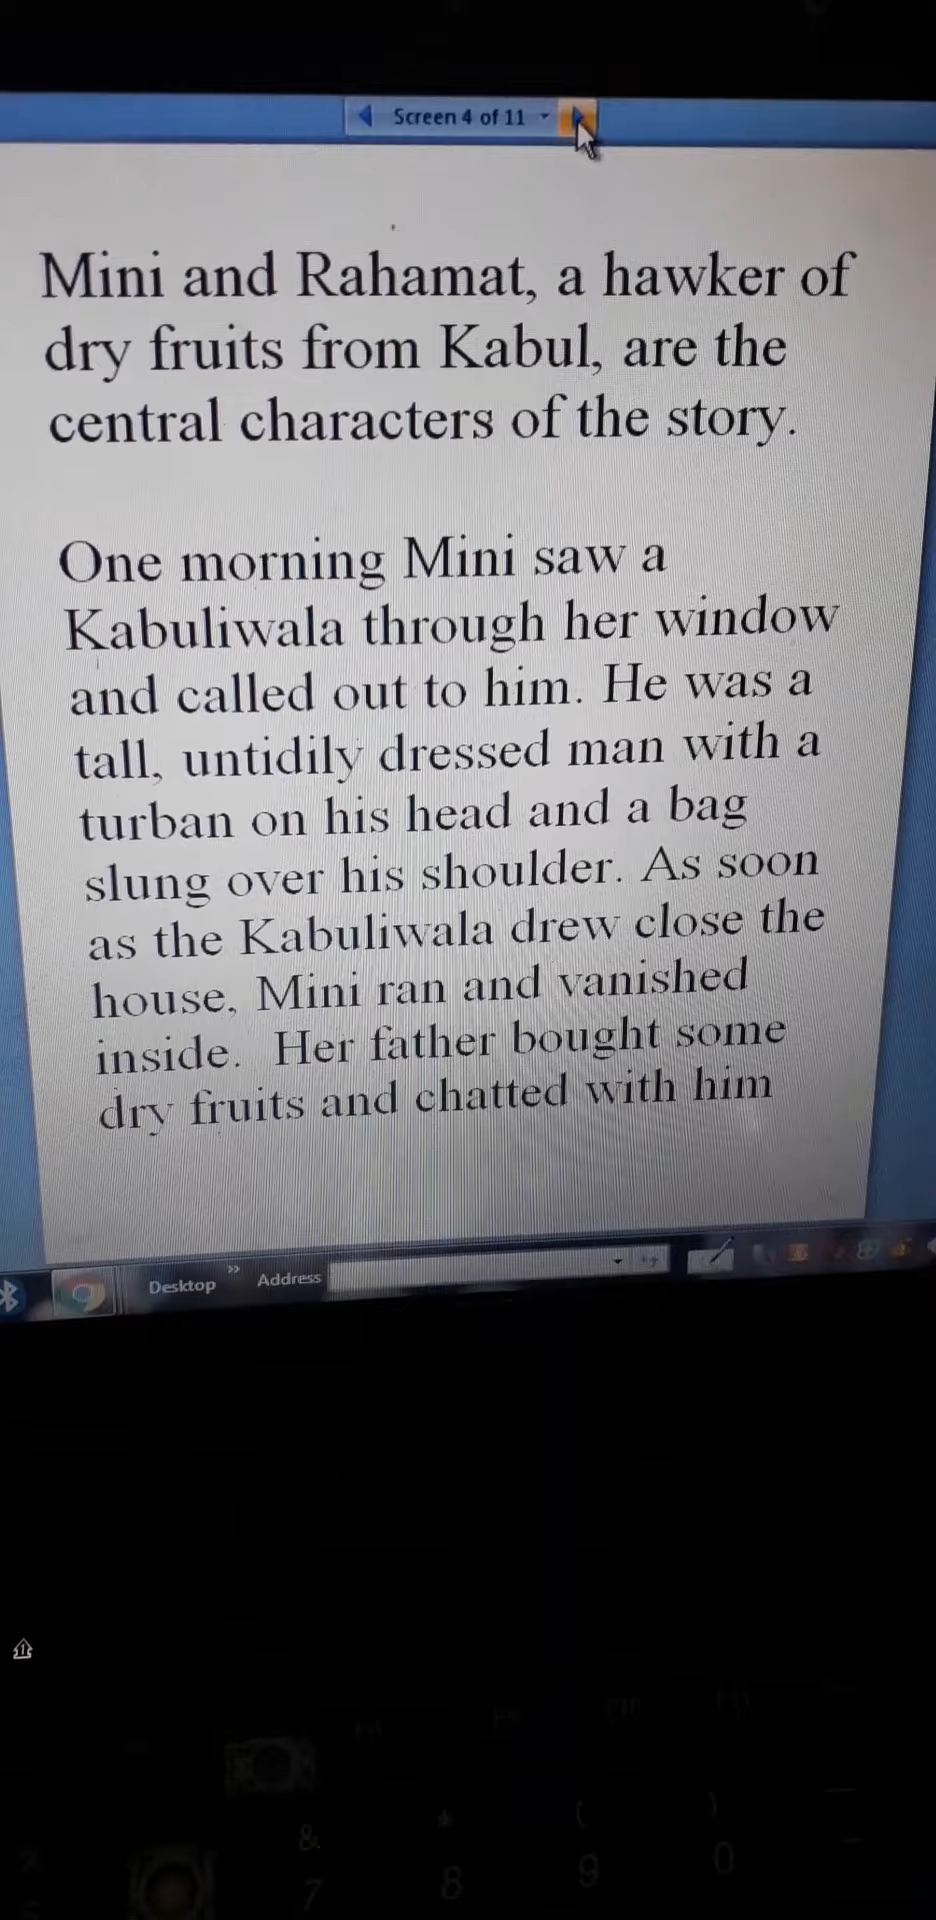 Screen 4 of 11
Mini and Rahamat, a hawker of
dry fruits from Kabul, are the
central characters of the story.
One morning Mini saw a
Kabuliwala through her window
and called out to him. He was a
tall, untidily dressed man with a
turban on his head and a bag
slung over his shoulder. As soon
as the Kabuliwala drew close the
house, Mini ran and vanished
inside. Her father bought some
dry fruits and chatted with him
Desktop » Address
& * ( )
7 8 9 0